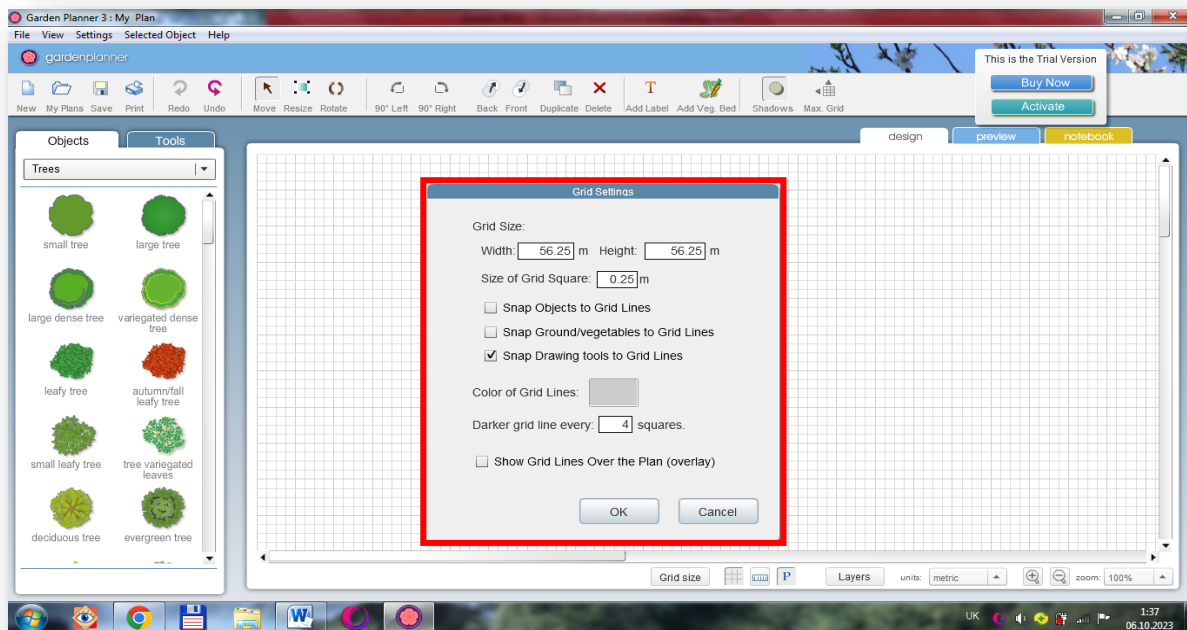 Garden Planner 3 : My Plan
File View Settings Selected Object Help
gardenplanner
This is the Trial Version
Buy Now
Activate
New My Plans Save Print Redo Undo Move Resize Rotate 90° Left 90° Right Back Front Duplicate Delete Add Label Add Veg. Bed Shadows Max. Grid
T
Objects Tools
design preview notebook
Trees
small tree large tree
large dense tree variegated dense
tree
leafy tree autumn/fall
leafy tree
small leafy tree tree variegated
leaves
deciduous tree evergreen tree
Grid Settings
Grid Size:
Width: 56.25 m Height: 56.25 m
Size of Grid Square: 0.25 m
Snap Objects to Grid Lines
Snap Ground/vegetables to Grid Lines
Snap Drawing tools to Grid Lines
Color of Grid Lines:
Darker grid line every: 4 squares.
Show Grid Lines Over the Plan (overlay)
OK Cancel
Grid size P Layers units: metric zoom: 100%
W UK 1:37
06.10.2023